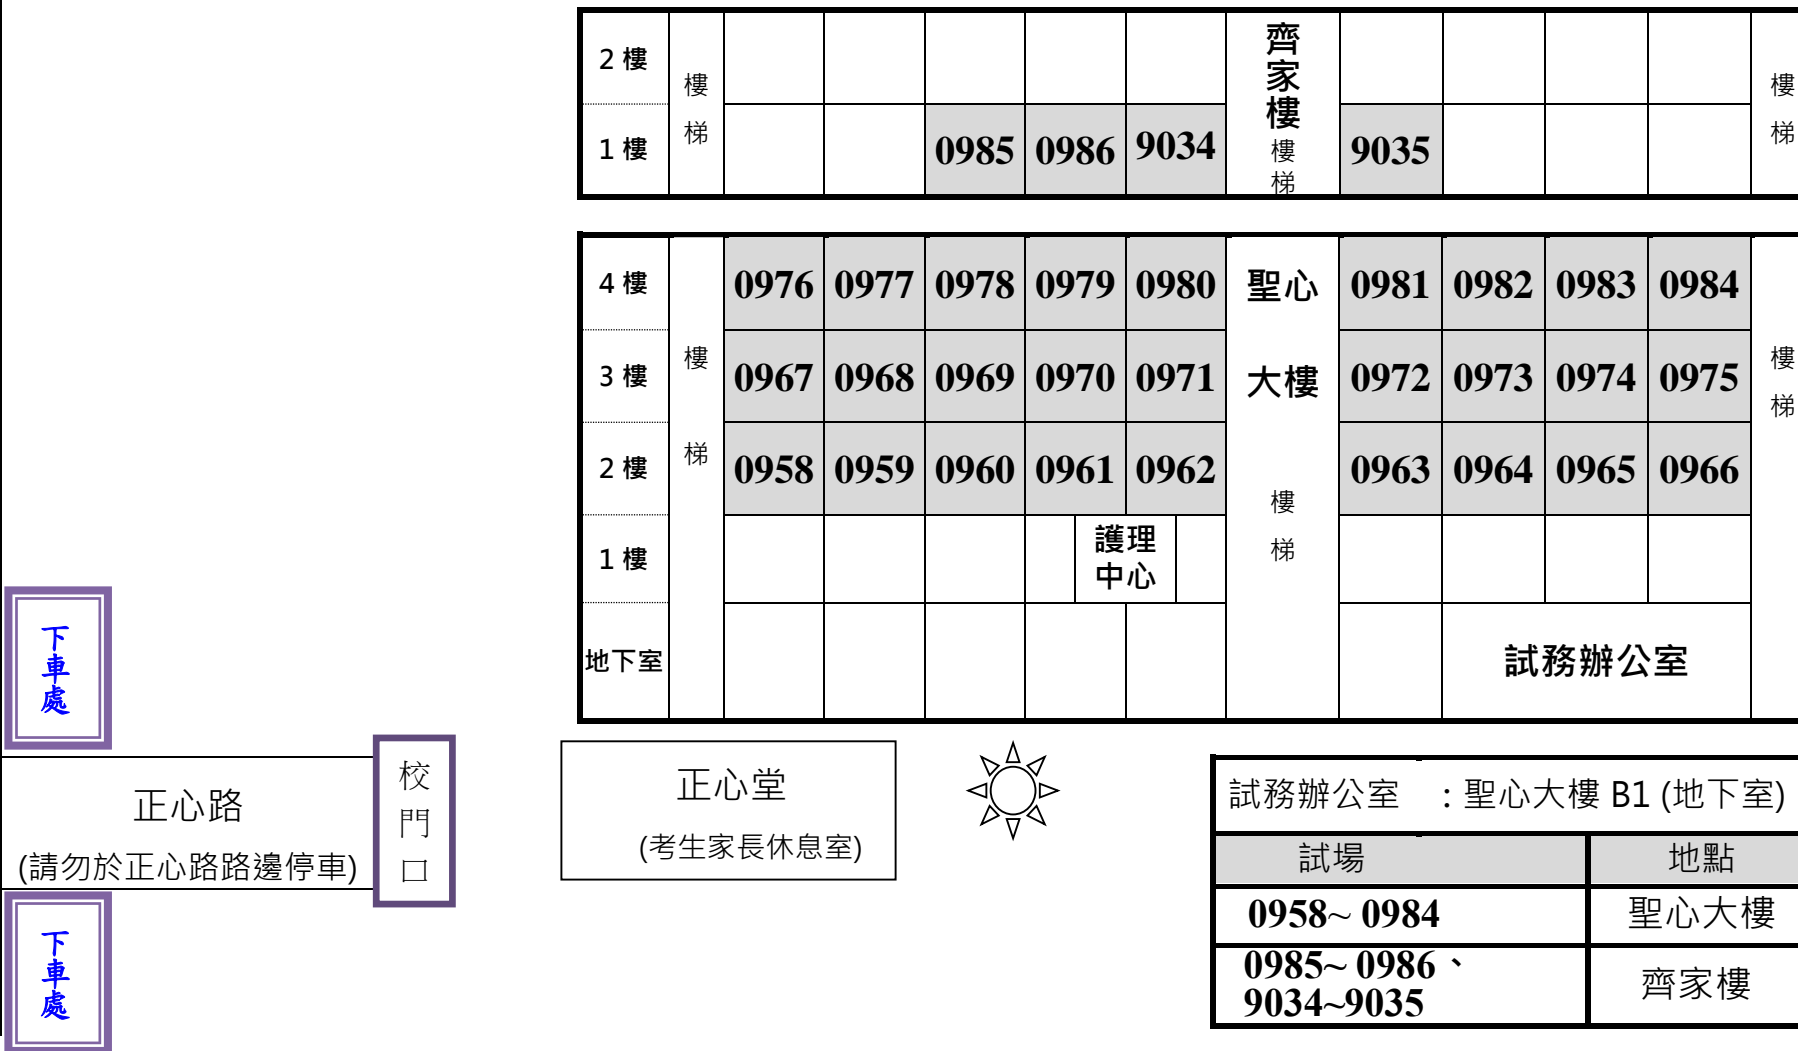 2 樓
樓梯
齊家樓
樓梯
樓梯
1 樓
0985 0986 9034 9035
4 樓 0976 0977 0978 0979 0980 聖心 0981 0982 0983 0984
3 樓 樓 0967 0968 0969 0970 0971 大樓 0972 0973 0974 0975 樓
梯
2 樓 梯 0958 0959 0960 0961 0962 0963 0964 0965 0966
樓
梯
1 樓
護理
中心
地下室
試務辦公室
下車處
正心路
(請勿於正心路路邊停車)
校門口
下車處
正心堂
(考生家長休息室)
試務辦公室 : 聖心大樓 B1 (地下室)
試場 地點
0958~ 0984 聖心大樓
0985~ 0986、
9034~9035
齊家樓